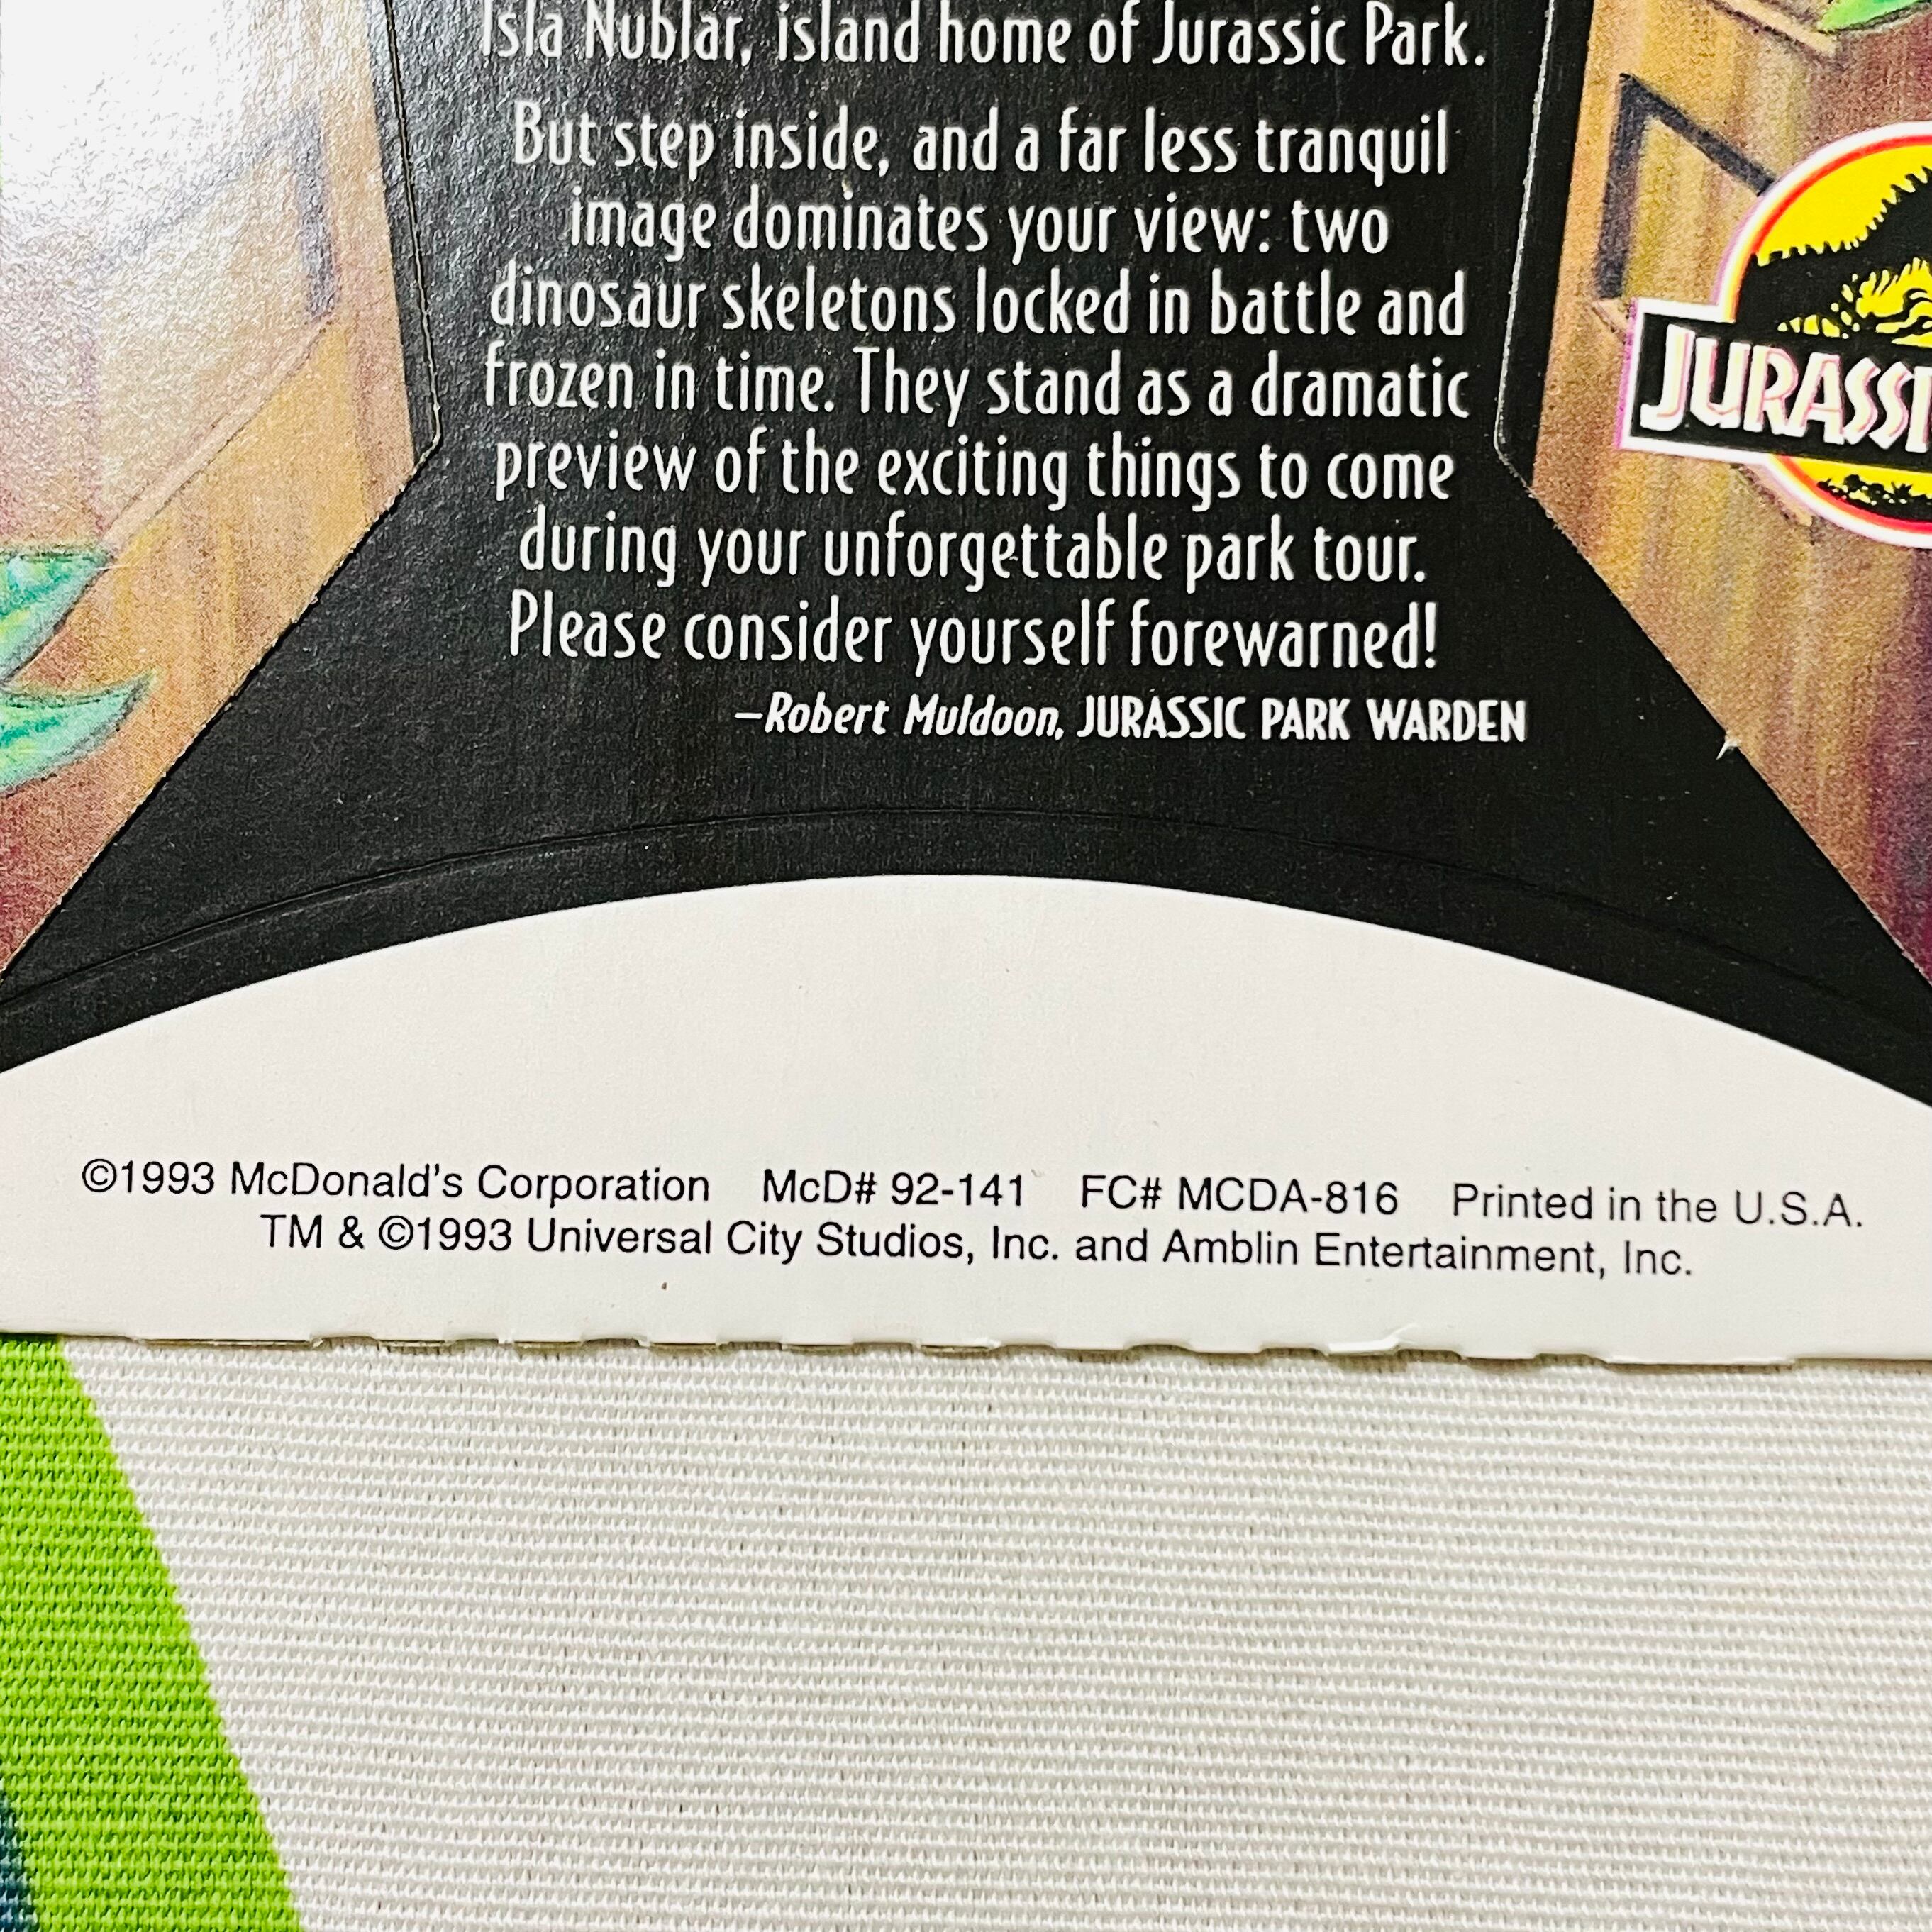 Isla Nublar, island home of Jurassic Park.
But step inside, and a far less tranquil
image dominates your view: two
dinosaur skeletons locked in battle and
frozen in time. They stand as a dramatic
preview of the exciting things to come
during your unforgettable park tour.
Please consider yourself forewarned!
–Robert Muldoon, JURASSIC PARK WARDEN
JURASSI
©1993 McDonald's Corporation McD# 92-141 FC# MCDA-816 Printed in the U.S.A.
TM & ©1993 Universal City Studios, Inc. and Amblin Entertainment, Inc.